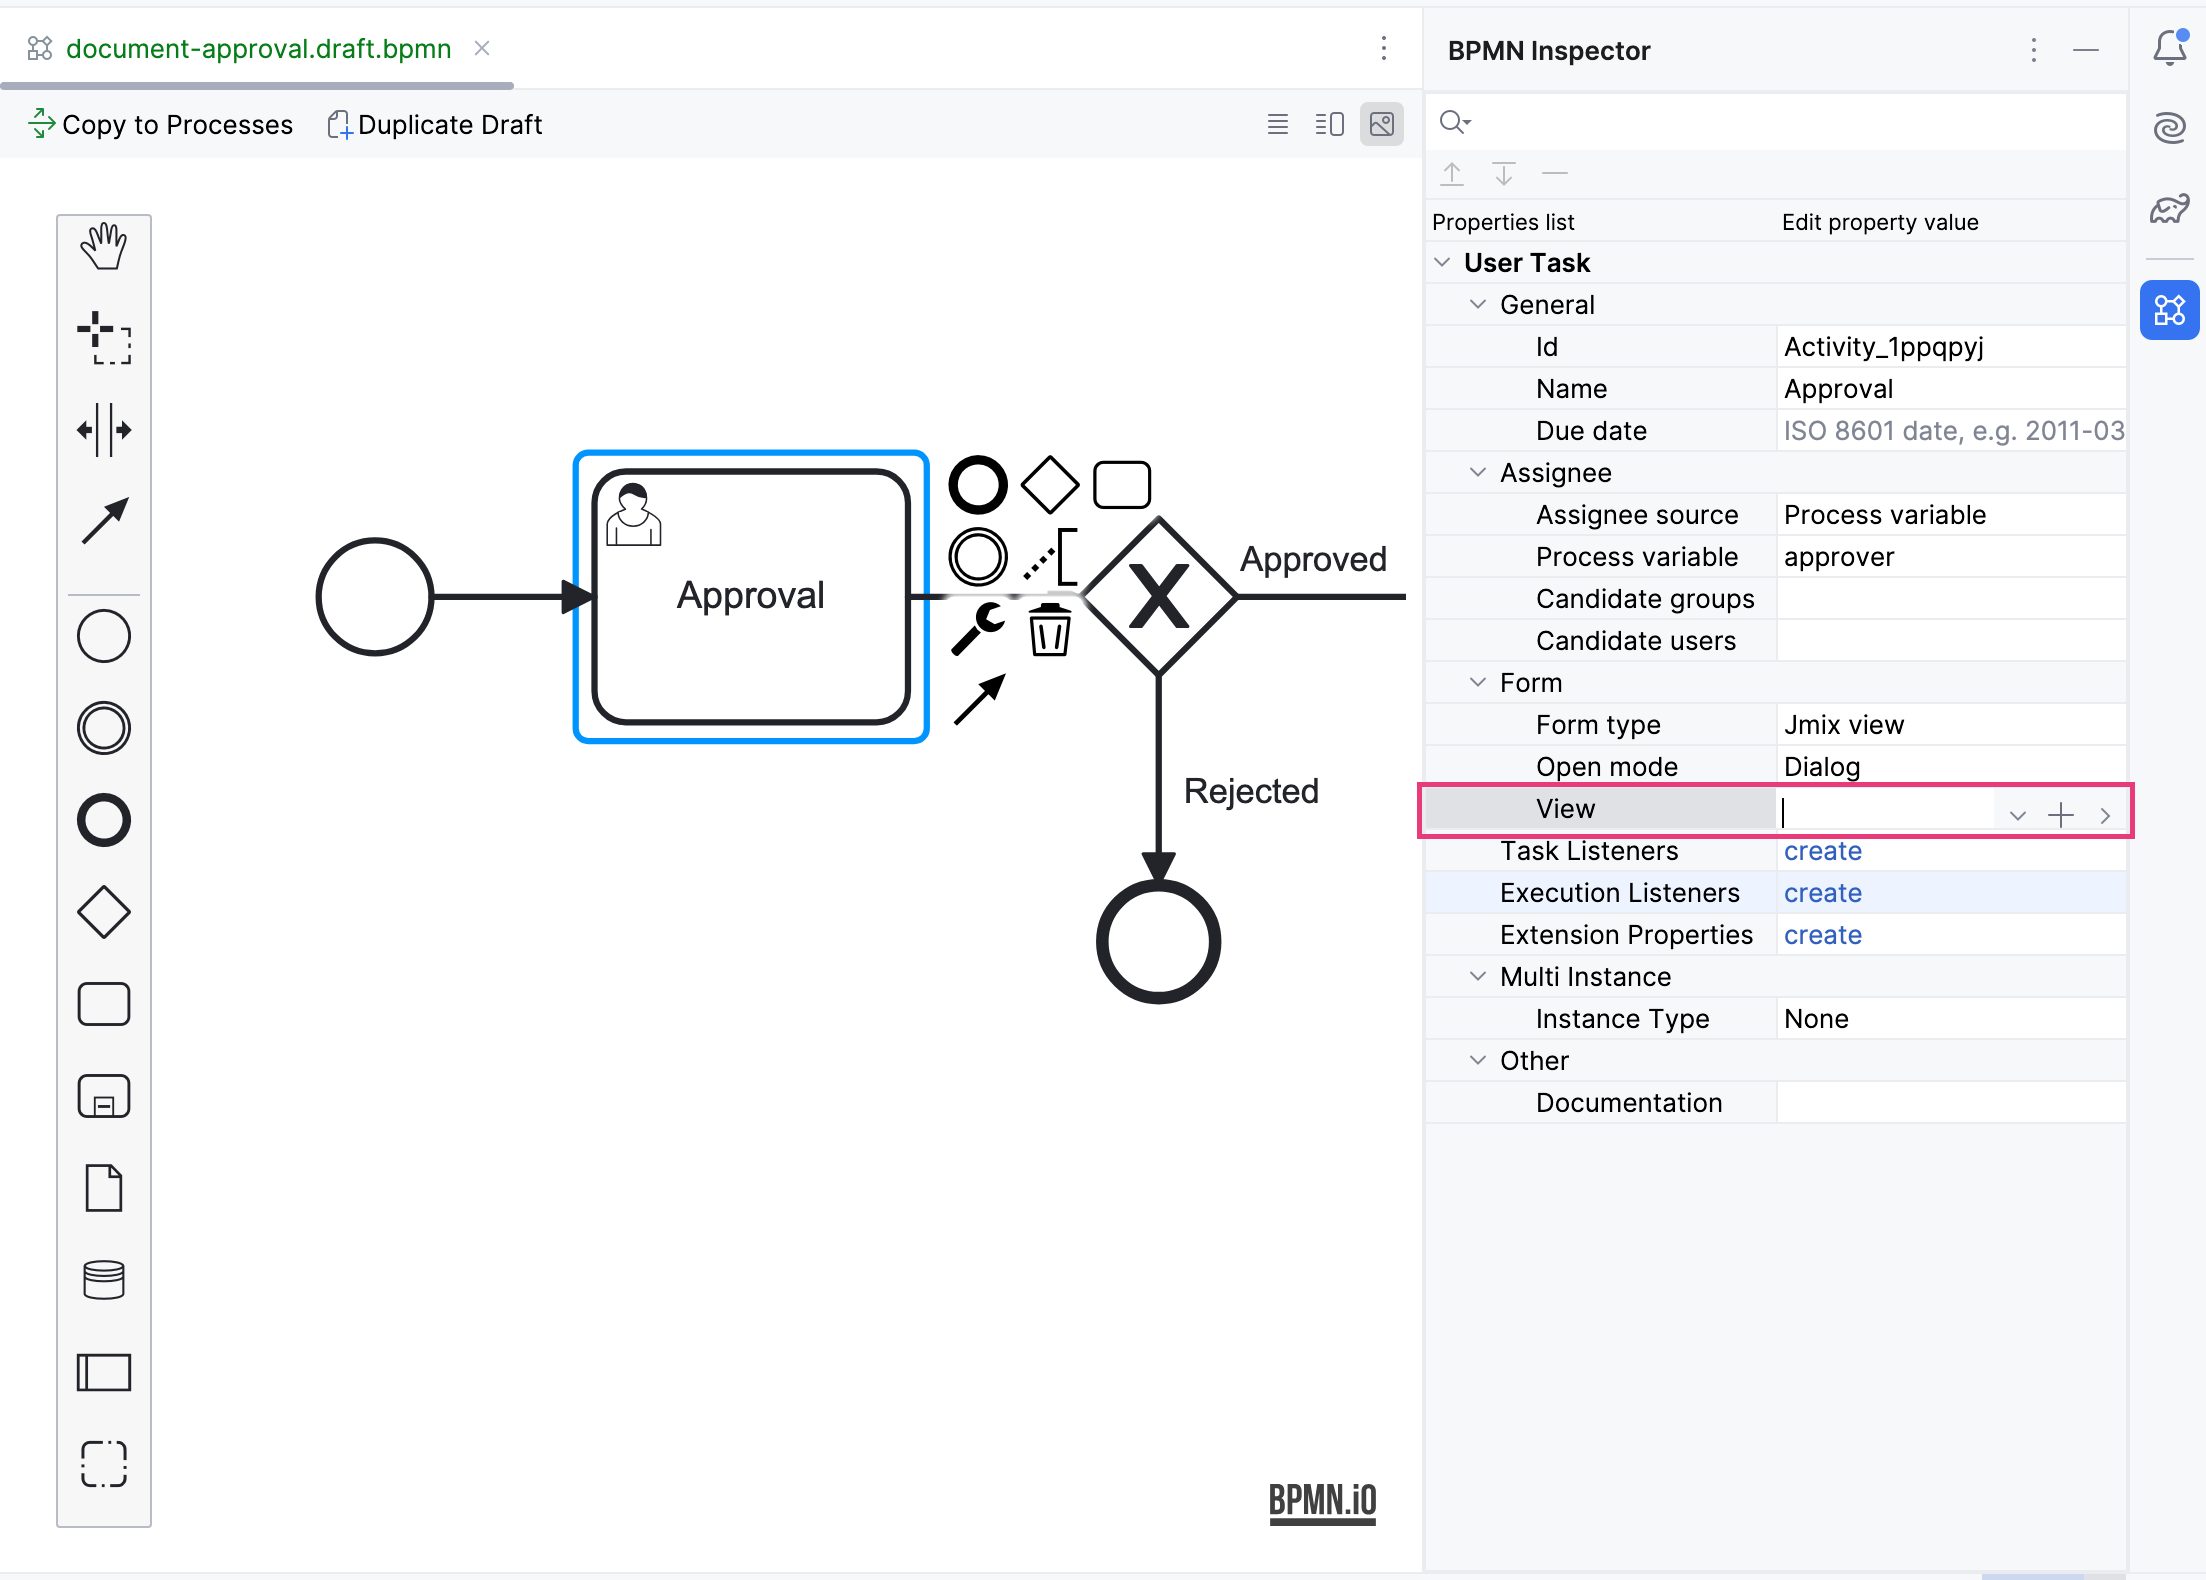 document-approval.draft.bpmn
Copy to Processes Duplicate Draft
Approval
Approved
Rejected
BPMN.iO
BPMN Inspector
Properties list Edit property value
User Task
General
Id Activity_1ppqpyj
Name Approval
Due date ISO 8601 date, e.g. 2011-03
Assignee
Assignee source Process variable
Process variable approver
Candidate groups
Candidate users
Form
Form type Jmix view
Open mode Dialog
View
Task Listeners create
Execution Listeners create
Extension Properties create
Multi Instance
Instance Type None
Other
Documentation